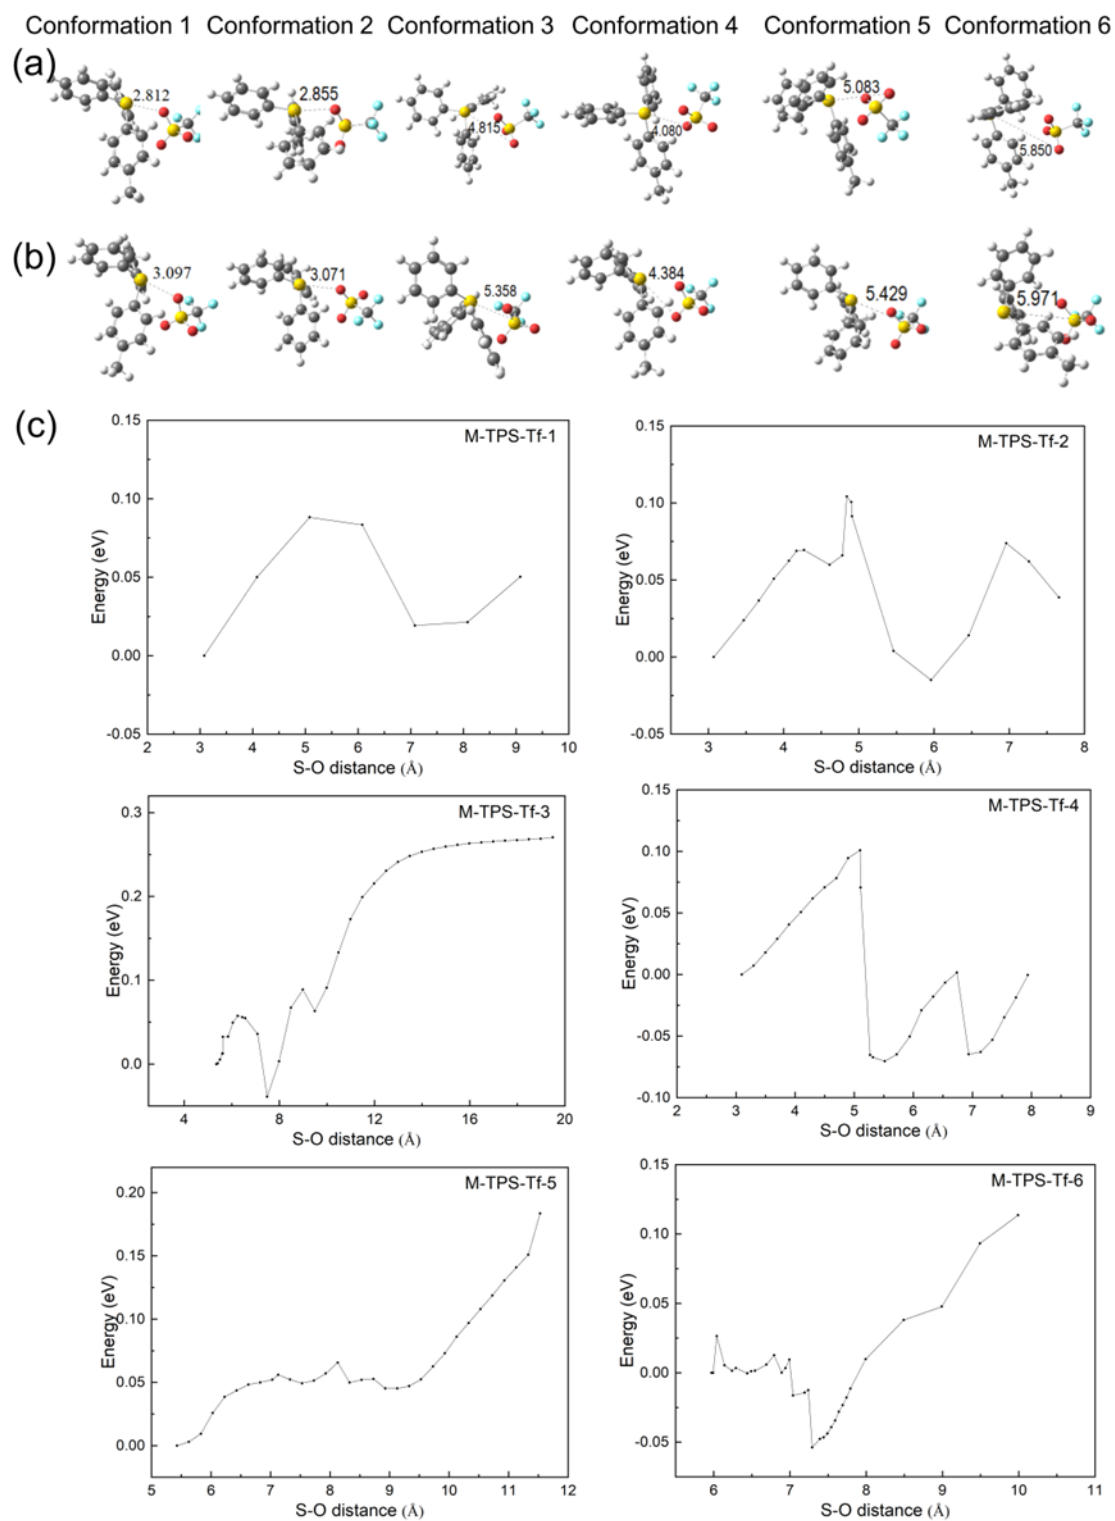 Conformation 1 Conformation 2 Conformation 3 Conformation 4 Conformation 5 Conformation 6
(a)
2.812 2.855 4.815 4.080 5.083 5.850
(b)
3.097 3.071 5.358 4.384 5.429 5.971
(c)
M-TPS-Tf-1
0.15
0.10
0.05
0.00
-0.05
Energy (eV)
2 3 4 5 6 7 8 9 10
S-O distance (Å)
M-TPS-Tf-2
0.15
0.10
0.05
0.00
-0.05
Energy (eV)
3 4 5 6 7 8
S-O distance (Å)
M-TPS-Tf-3
0.3
0.2
0.1
0.0
Energy (eV)
4 8 12 16 20
S-O distance (Å)
M-TPS-Tf-4
0.15
0.10
0.05
0.00
-0.05
-0.10
Energy (eV)
2 3 4 5 6 7 8 9
S-O distance (Å)
M-TPS-Tf-5
0.20
0.15
0.10
0.05
0.00
Energy (eV)
5 6 7 8 9 10 11 12
S-O distance (Å)
M-TPS-Tf-6
0.15
0.10
0.05
0.00
-0.05
Energy (eV)
6 7 8 9 10 11
S-O distance (Å)